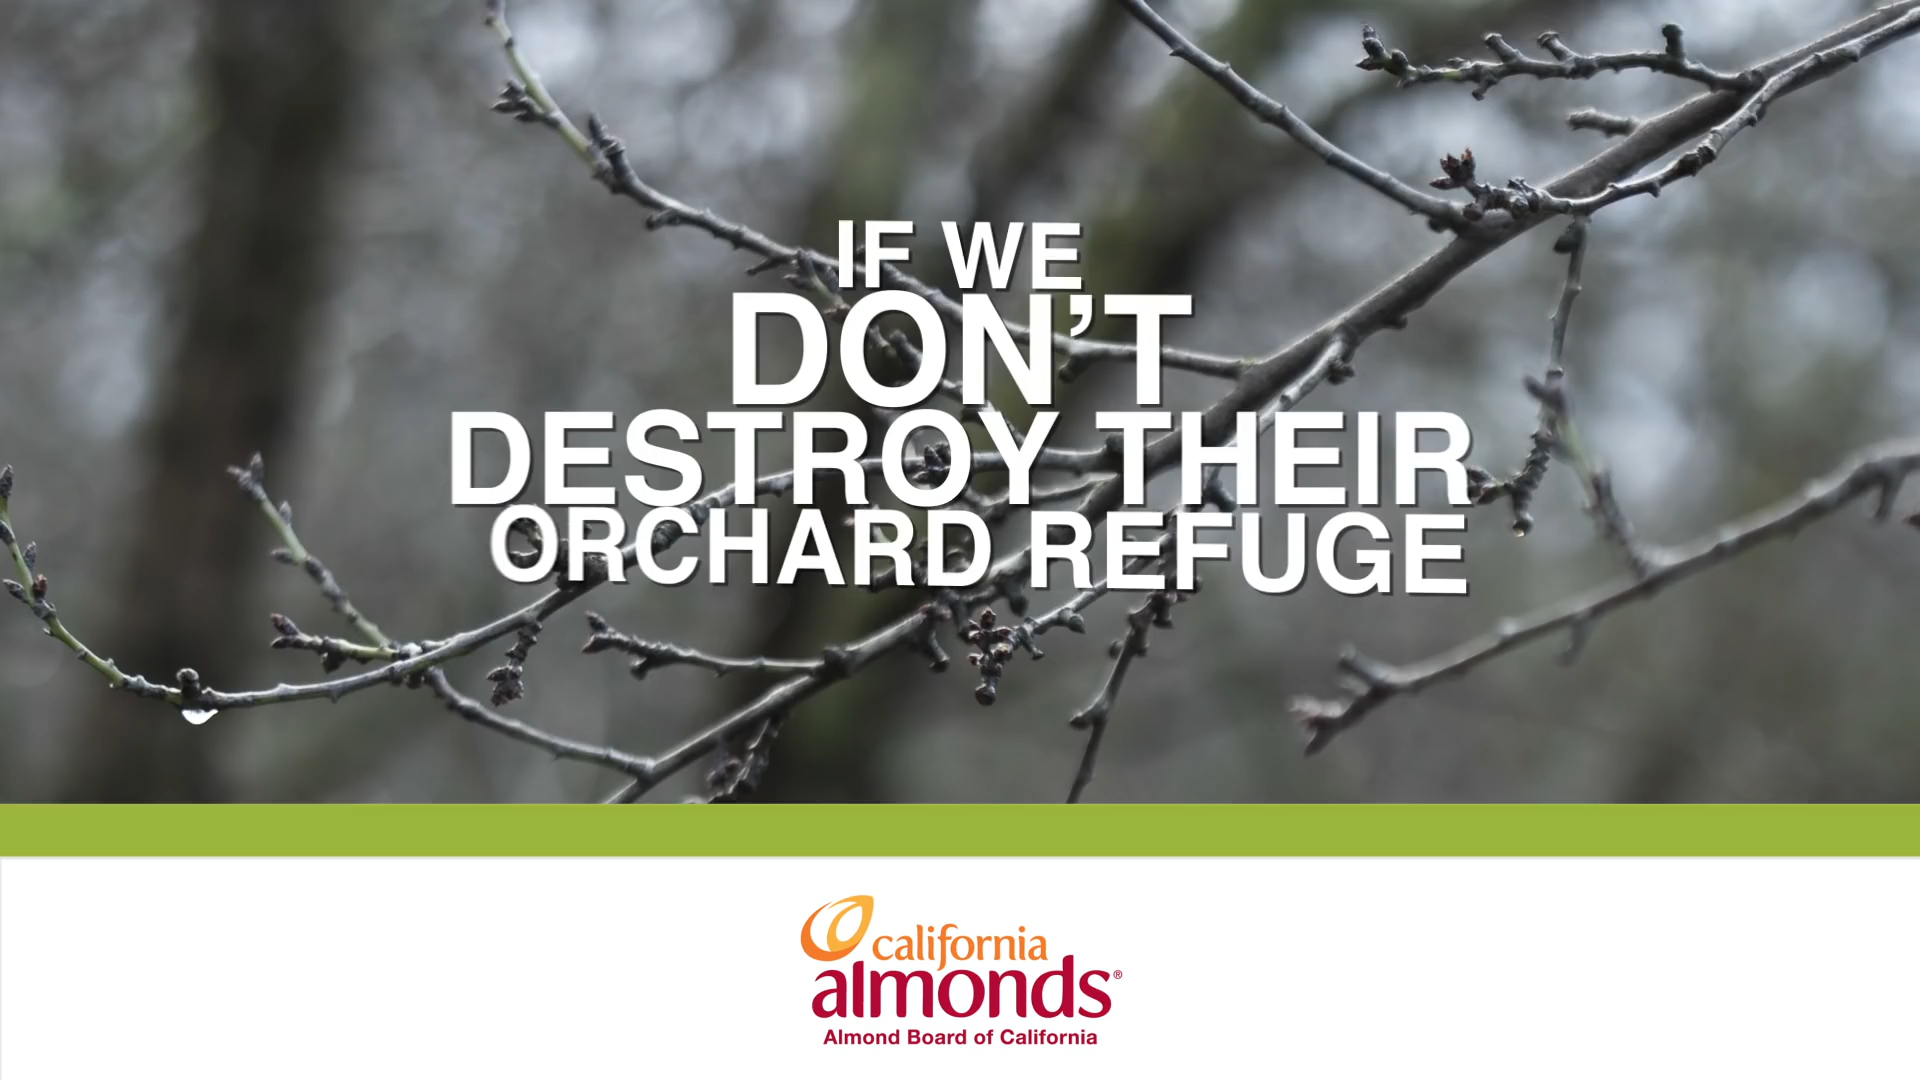 IF WE
DON'T
DESTROY THEIR
ORCHARD REFUGE
california
almonds®
Almond Board of California